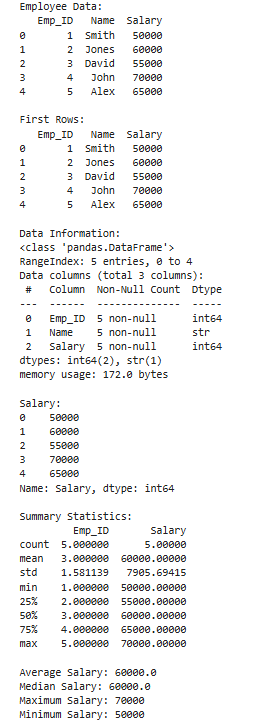 Employee Data:
   Emp_ID   Name  Salary
0       1  Smith   50000
1       2  Jones   60000
2       3  David   55000
3       4   John   70000
4       5   Alex   65000

First Rows:
   Emp_ID   Name  Salary
0       1  Smith   50000
1       2  Jones   60000
2       3  David   55000
3       4   John   70000
4       5   Alex   65000

Data Information:
<class 'pandas.DataFrame'>
RangeIndex: 5 entries, 0 to 4
Data columns (total 3 columns):
 #   Column  Non-Null Count  Dtype
---  ------  --------------  -----
 0   Emp_ID  5 non-null      int64
 1   Name    5 non-null      str
 2   Salary  5 non-null      int64
dtypes: int64(2), str(1)
memory usage: 172.0 bytes

Salary:
0    50000
1    60000
2    55000
3    70000
4    65000
Name: Salary, dtype: int64

Summary Statistics:
         Emp_ID       Salary
count  5.000000      5.00000
mean   3.000000  60000.00000
std    1.581139   7905.69415
min    1.000000  50000.00000
25%    2.000000  55000.00000
50%    3.000000  60000.00000
75%    4.000000  65000.00000
max    5.000000  70000.00000

Average Salary: 60000.0
Median Salary: 60000.0
Maximum Salary: 70000
Minimum Salary: 50000